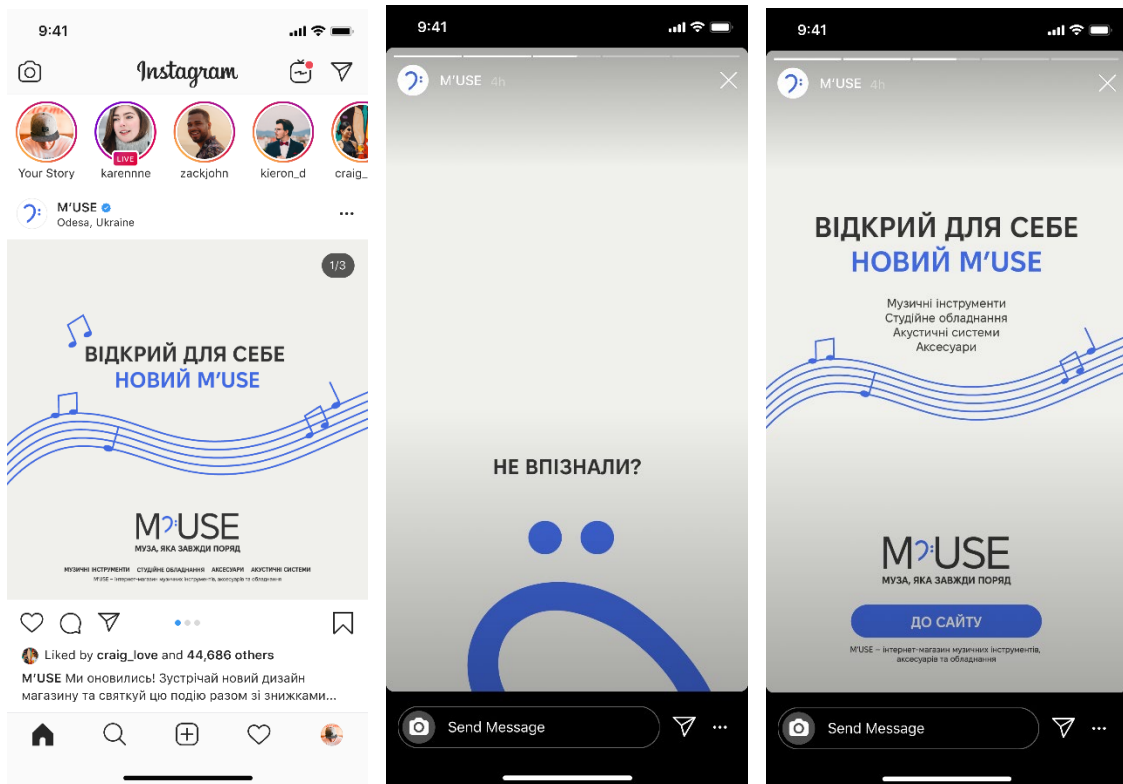 9:41
Instagram
LIVE
Your Story
karennne
zackjohn
kieron_d
craig_
M'USE
Odesa, Ukraine
1/3
ВІДКРИЙ ДЛЯ СЕБЕ
НОВИЙ M'USE
M'USE
МУЗА, ЯКА ЗАВЖДИ ПОРЯД
МУЗИЧНІ ІНСТРУМЕНТИ СТУДІЙНЕ ОБЛАДНАННЯ АКСЕСУАРИ АКУСТИЧНІ СИСТЕМИ
M'USE – інтернет-магазин музичних інструментів, аксесуарів та обладнання
Liked by craig_love and 44,686 others
M'USE Ми оновились! Зустрічай новий дизайн
магазину та святкуй цю подію разом зі знижками...
9:41
M'USE 4h
НЕ ВПІЗНАЛИ?
Send Message
9:41
M'USE 4h
ВІДКРИЙ ДЛЯ СЕБЕ
НОВИЙ M'USE
Музичні інструменти
Студійне обладнання
Акустичні системи
Аксесуари
M'USE
МУЗА, ЯКА ЗАВЖДИ ПОРЯД
ДО САЙТУ
M'USE – інтернет-магазин музичних інструментів,
аксесуарів та обладнання
Send Message